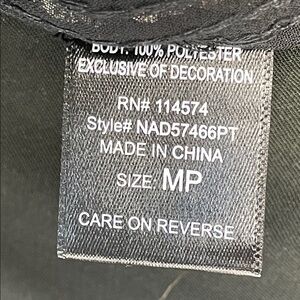 BODY: 100% POLYESTER
EXCLUSIVE OF DECORATION
RN# 114574
Style# NAD57466PT
MADE IN CHINA
SIZE: MP
CARE ON REVERSE